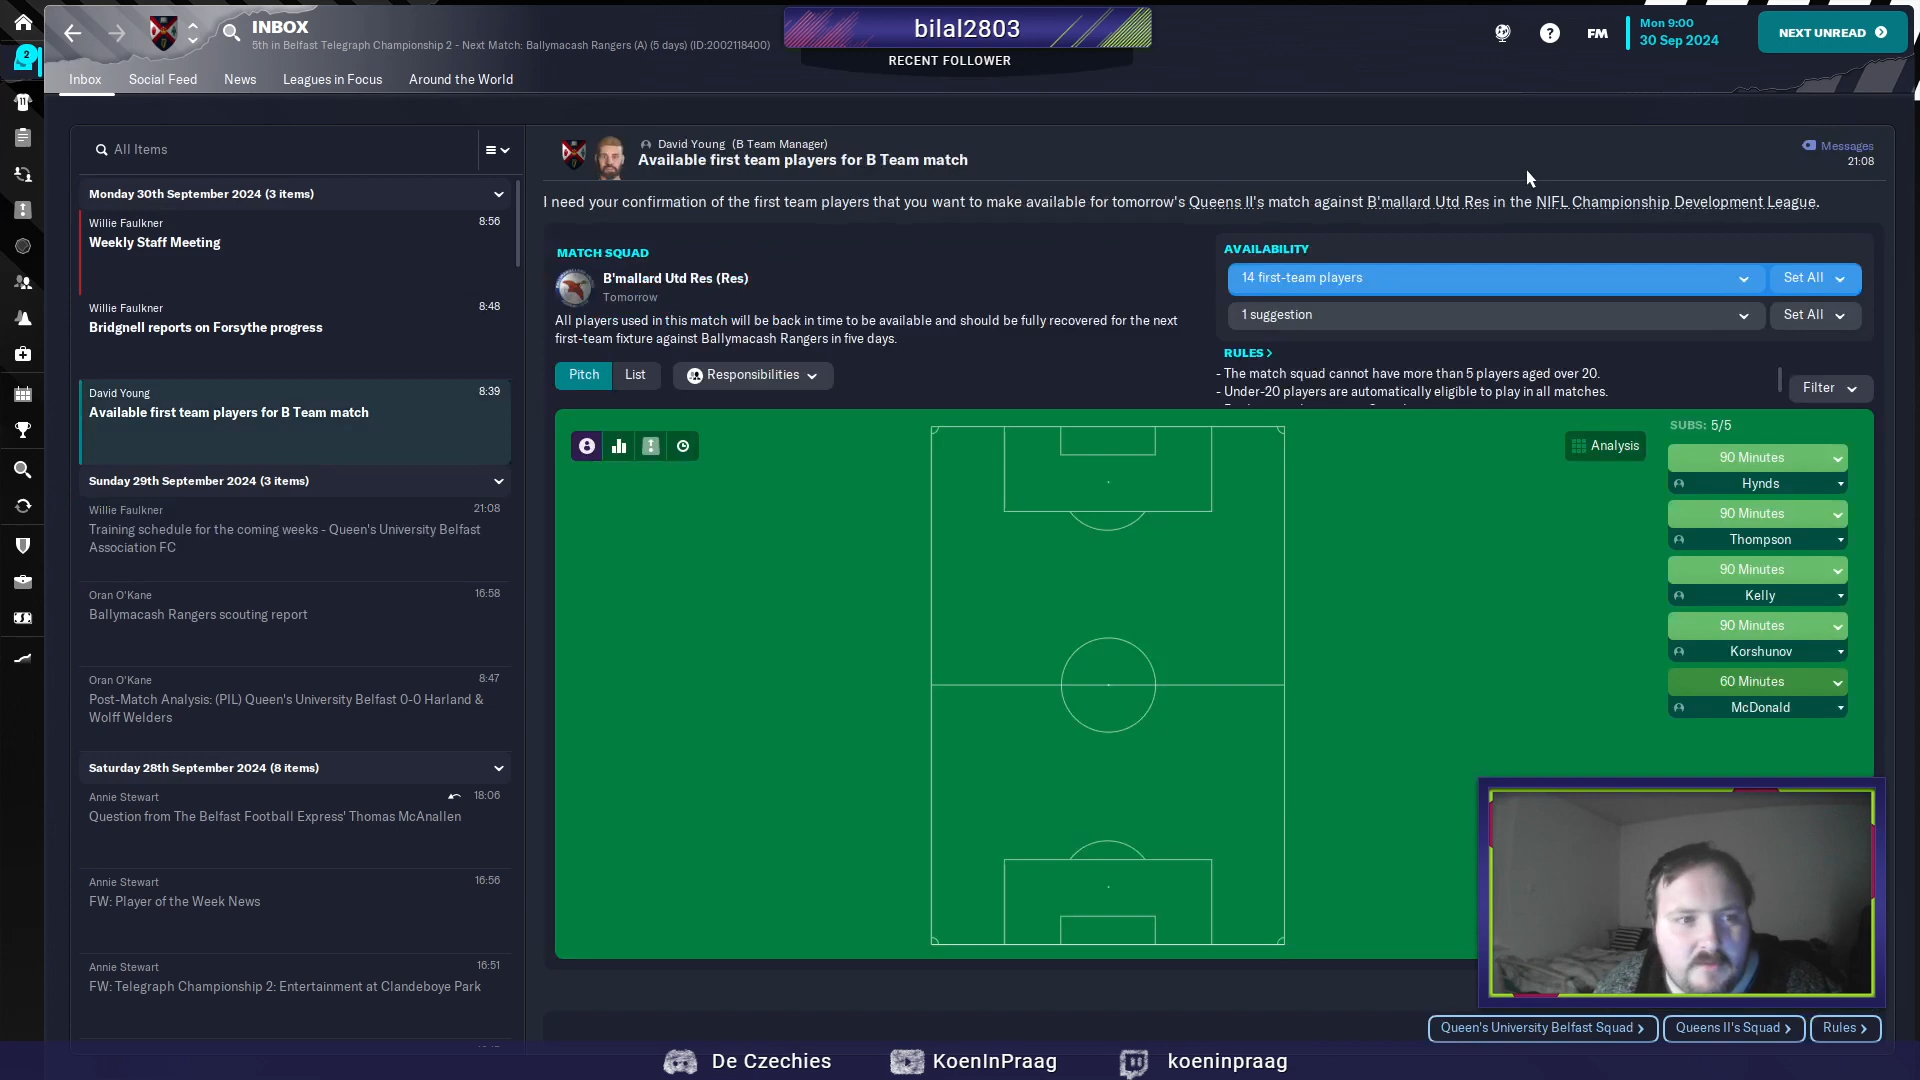 bilal2803
RECENT FOLLOWER
INBOX
5th in Belfast Telegraph Championship 2 - Next Match: Ballymacash Rangers (A) (5 days) (ID:2002118400)
FM
Mon 9:00
30 Sep 2024
NEXT UNREAD
2
11
Inbox
Social Feed
News
Leagues in Focus
Around the World
All Items
Monday 30th September 2024 (3 items)
Willie Faulkner
8:56
Weekly Staff Meeting
Willie Faulkner
8:48
Bridgnell reports on Forsythe progress
David Young
8:39
Available first team players for B Team match
Sunday 29th September 2024 (3 items)
Willie Faulkner
21:08
Training schedule for the coming weeks - Queen's University Belfast
Association FC
Oran O'Kane
16:58
Ballymacash Rangers scouting report
Oran O'Kane
8:47
Post-Match Analysis: (PIL) Queen's University Belfast 0-0 Harland &
Wolff Welders
Saturday 28th September 2024 (8 items)
Annie Stewart
18:06
Question from The Belfast Football Express' Thomas McAnallen
Annie Stewart
16:56
FW: Player of the Week News
Annie Stewart
16:51
FW: Telegraph Championship 2: Entertainment at Clandeboye Park
David Young (B Team Manager)
Available first team players for B Team match
Messages
21:08
I need your confirmation of the first team players that you want to make available for tomorrow's Queens II's match against B'mallard Utd Res in the NIFL Championship Development League.
MATCH SQUAD
B'mallard Utd Res (Res)
Tomorrow
All players used in this match will be back in time to be available and should be fully recovered for the next
first-team fixture against Ballymacash Rangers in five days.
Pitch
List
Responsibilities
AVAILABILITY
14 first-team players
Set All
1 suggestion
Set All
RULES >
- The match squad cannot have more than 5 players aged over 20.
- Under-20 players are automatically eligible to play in all matches.
Filter
Analysis
SUBS: 5/5
90 Minutes
Hynds
90 Minutes
Thompson
90 Minutes
Kelly
90 Minutes
Korshunov
60 Minutes
McDonald
Queen's University Belfast Squad >
Queens II's Squad >
Rules >
De Czechies
KoenInPraag
koeninpraag